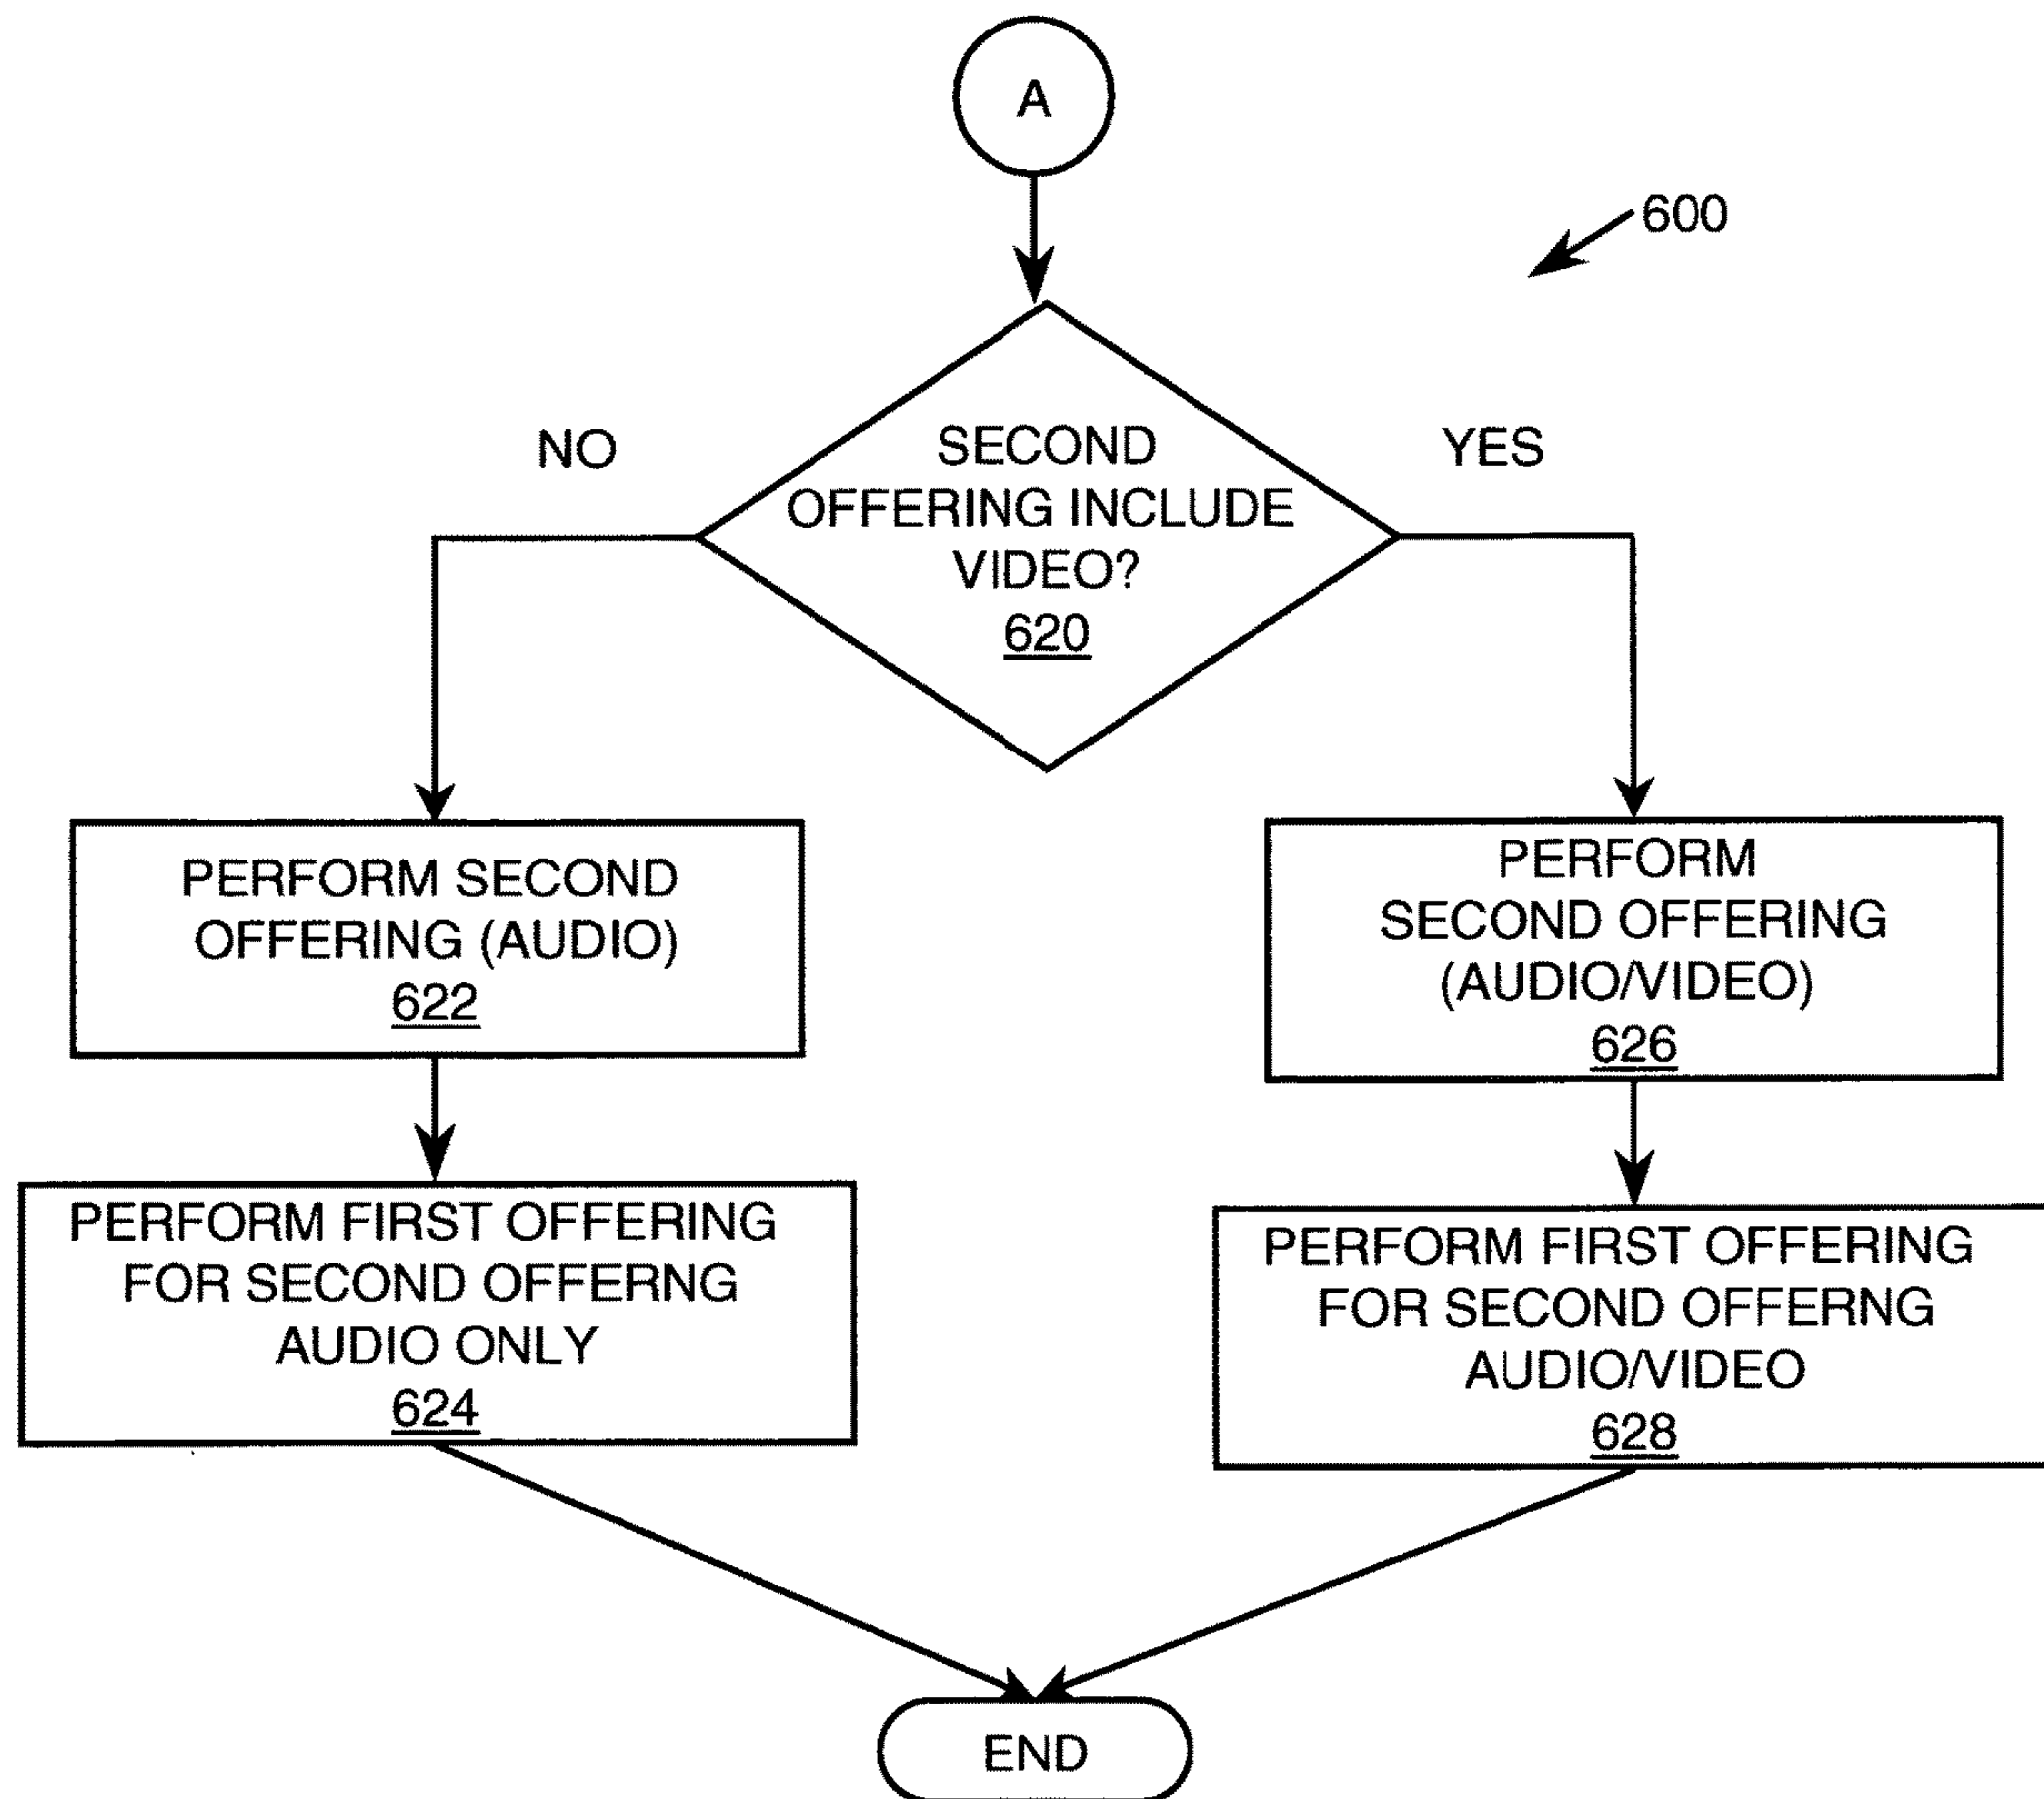 A
600
NO
YES
SECOND
OFFERING INCLUDE
VIDEO?
620
PERFORM SECOND
OFFERING (AUDIO)
622
PERFORM
SECOND OFFERING
(AUDIO/VIDEO)
626
PERFORM FIRST OFFERING
FOR SECOND OFFERNG
AUDIO ONLY
624
PERFORM FIRST OFFERING
FOR SECOND OFFERNG
AUDIO/VIDEO
628
END